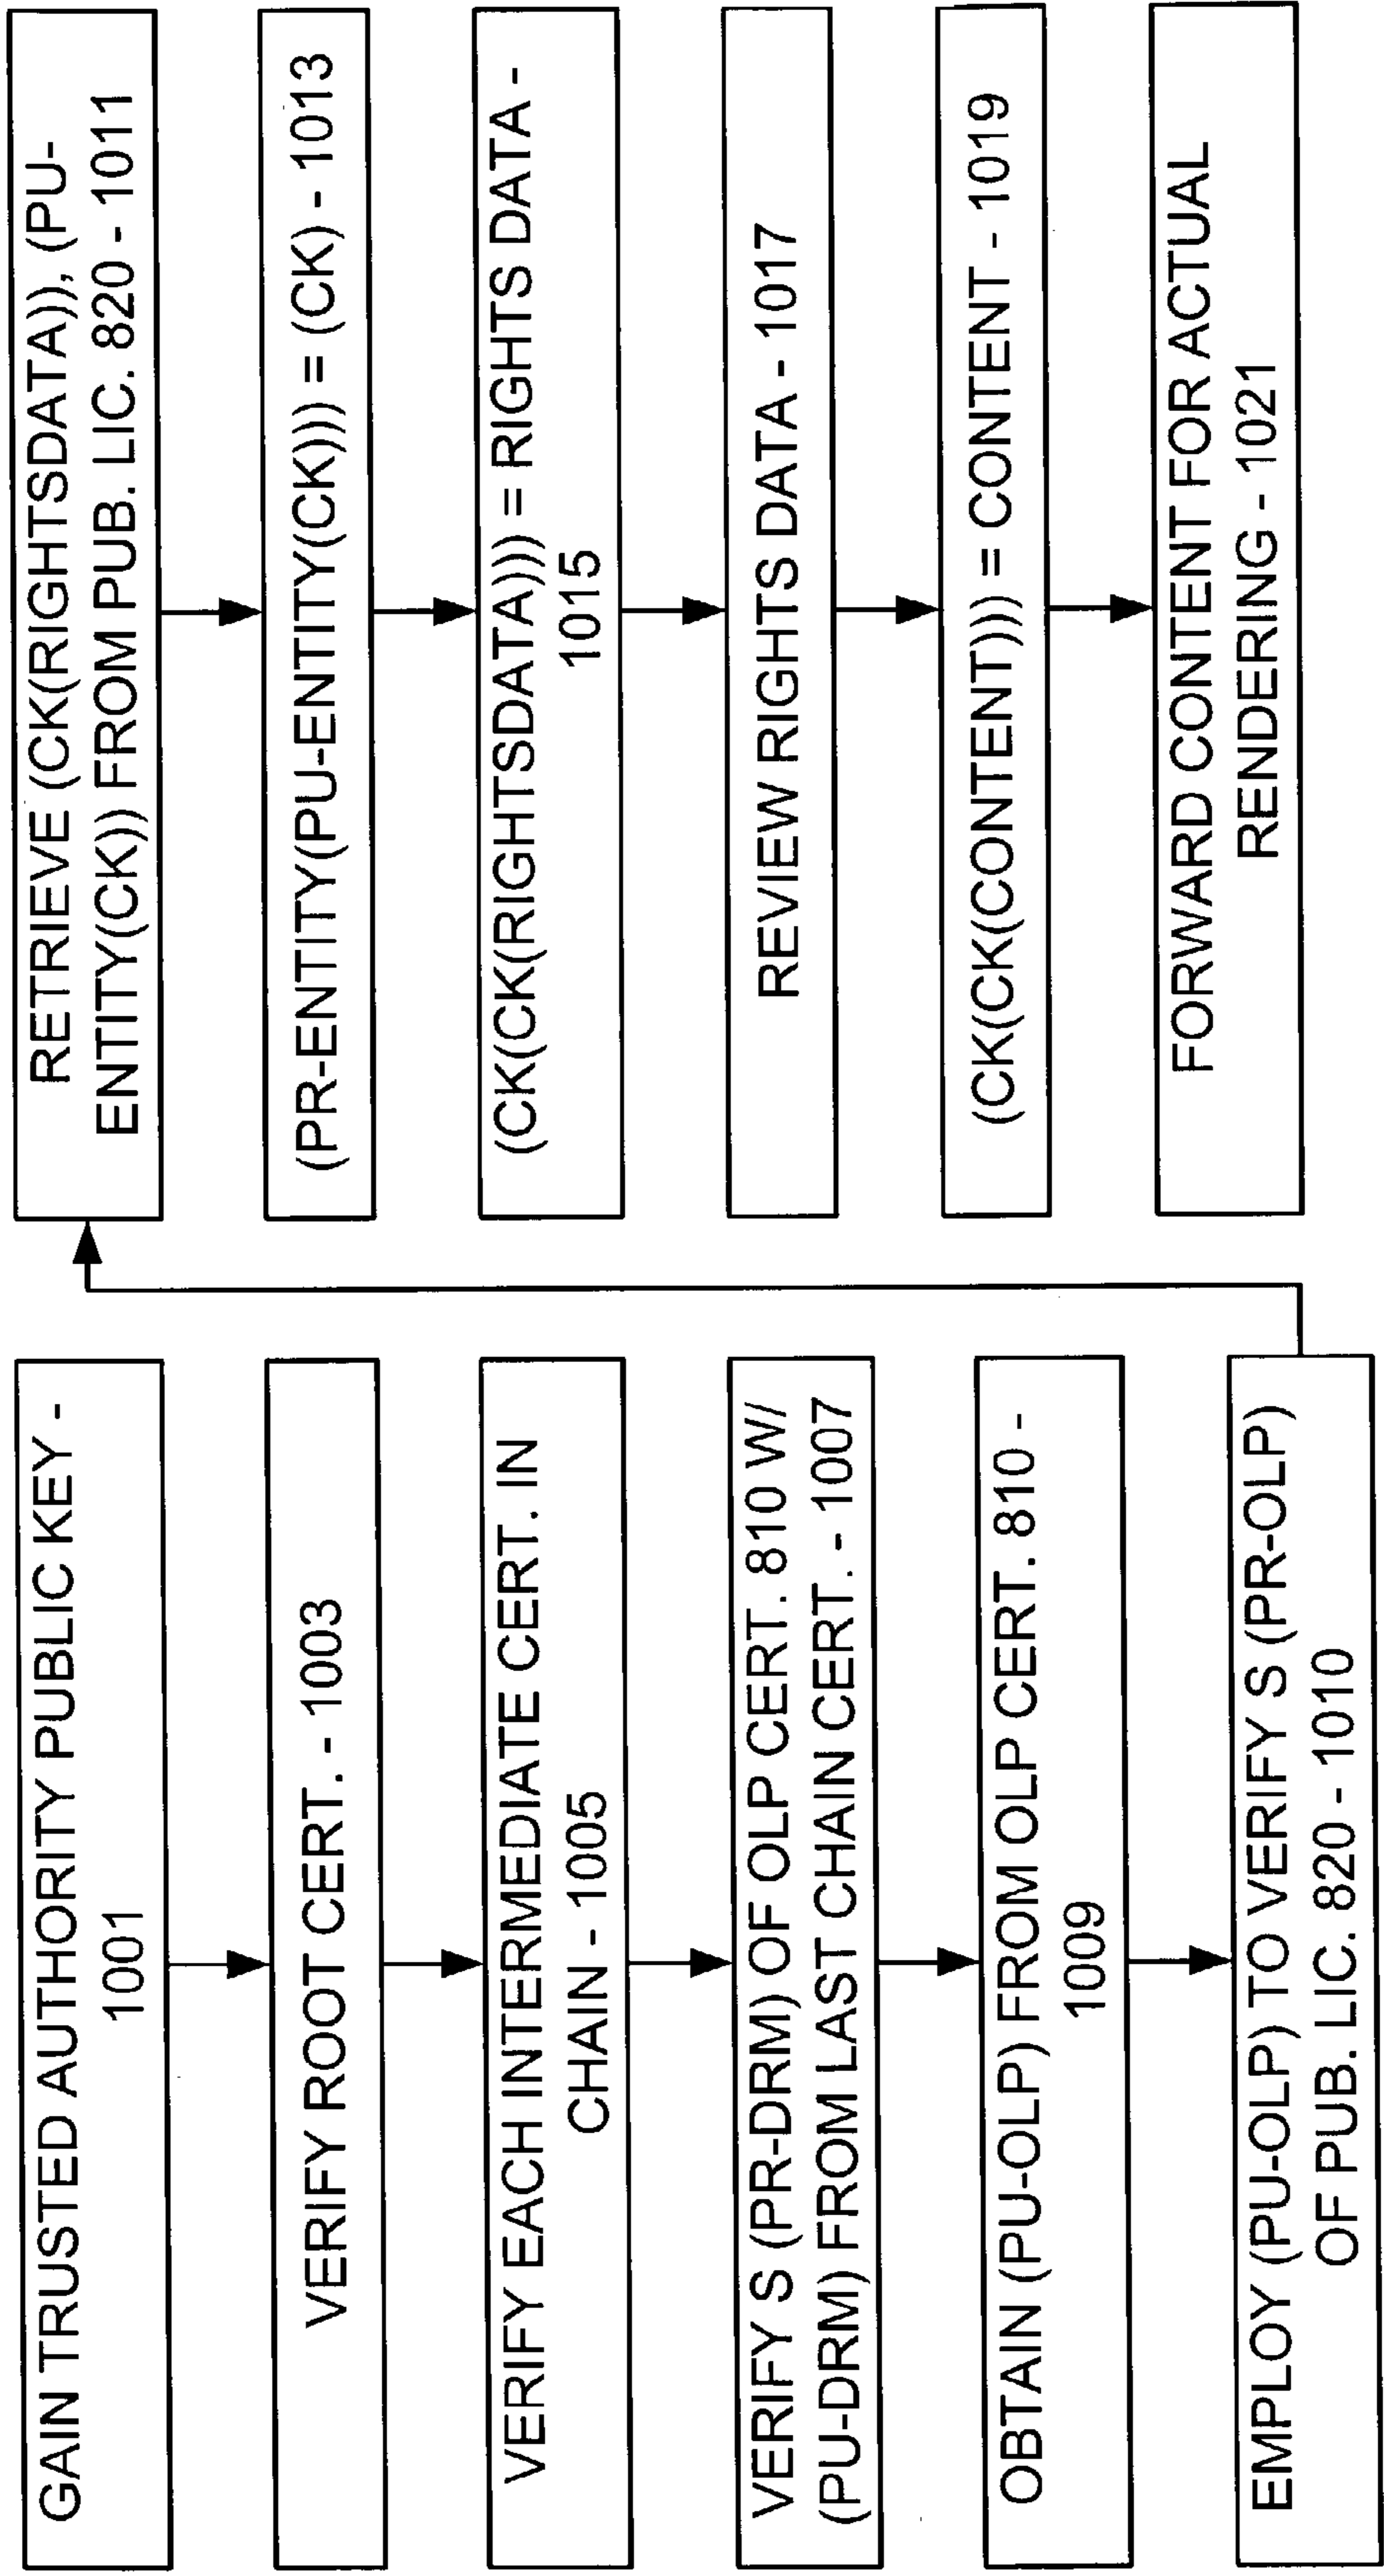 GAIN TRUSTED AUTHORITY PUBLIC KEY -
1001
VERIFY ROOT CERT. - 1003
VERIFY EACH INTERMEDIATE CERT. IN
CHAIN - 1005
VERIFY S (PR-DRM) OF OLP CERT. 810 W/
(PU-DRM) FROM LAST CHAIN CERT. - 1007
OBTAIN (PU-OLP) FROM OLP CERT. 810 -
1009
EMPLOY (PU-OLP) TO VERIFY S (PR-OLP)
OF PUB. LIC. 820 - 1010
RETRIEVE (CK(RIGHTSDATA)), (PU-
ENTITY(CK)) FROM PUB. LIC. 820 - 1011
(PR-ENTITY(PU-ENTITY(CK))) = (CK) - 1013
(CK(CK(RIGHTSDATA))) = RIGHTS DATA -
1015
REVIEW RIGHTS DATA - 1017
(CK(CK(CONTENT))) = CONTENT - 1019
FORWARD CONTENT FOR ACTUAL
RENDERING - 1021